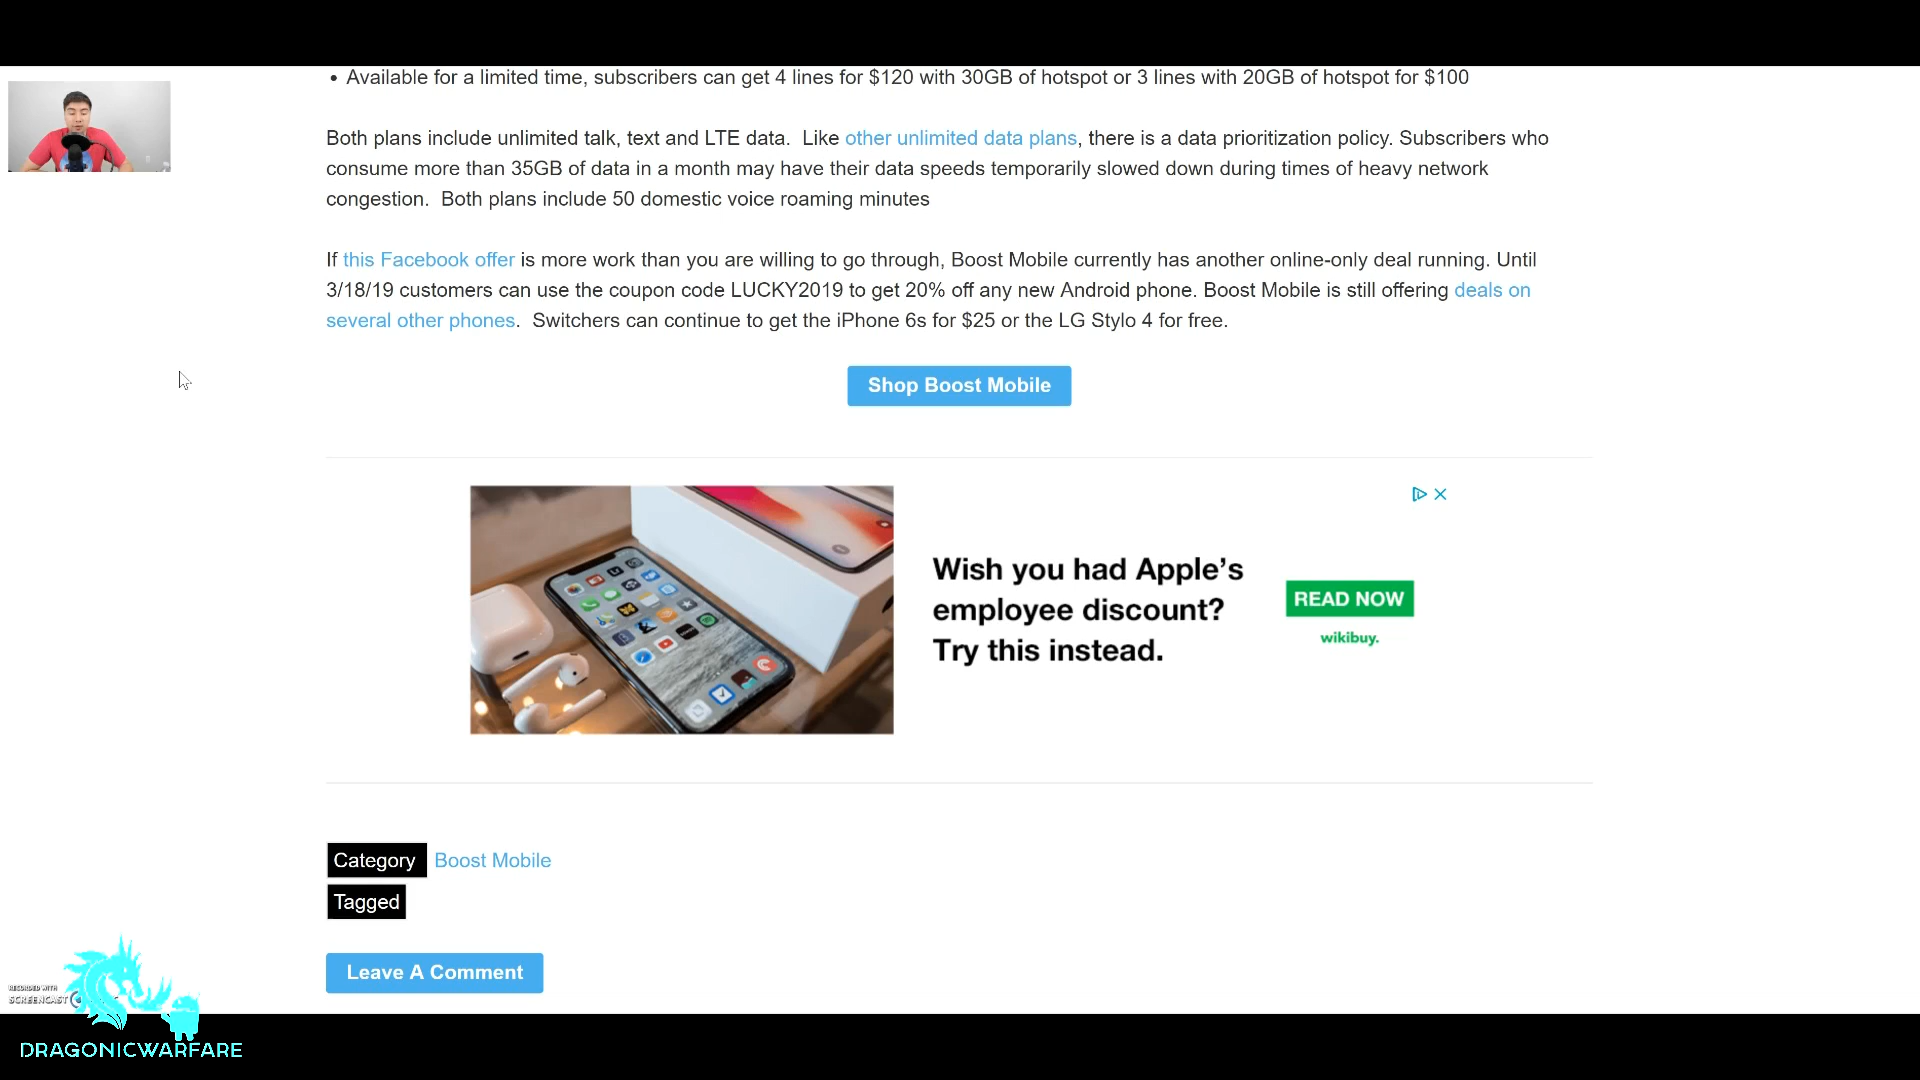 • Available for a limited time, subscribers can get 4 lines for $120 with 30GB of hotspot or 3 lines with 20GB of hotspot for $100
Both plans include unlimited talk, text and LTE data.  Like other unlimited data plans, there is a data prioritization policy. Subscribers who
consume more than 35GB of data in a month may have their data speeds temporarily slowed down during times of heavy network
congestion.  Both plans include 50 domestic voice roaming minutes
If this Facebook offer is more work than you are willing to go through, Boost Mobile currently has another online-only deal running. Until
3/18/19 customers can use the coupon code LUCKY2019 to get 20% off any new Android phone. Boost Mobile is still offering deals on
several other phones.  Switchers can continue to get the iPhone 6s for $25 or the LG Stylo 4 for free.
Shop Boost Mobile
Wish you had Apple's
employee discount?
Try this instead.
READ NOW
wikibuy.
Category Boost Mobile
Tagged
Leave A Comment
RECORDED WITH
SCREENCAST
DRAGONICWARFARE